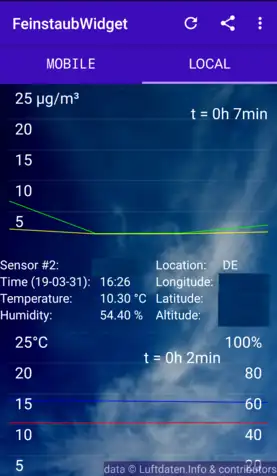 FeinstaubWidget
MOBILE LOCAL
25 µg/m³
t = 0h 7min
20
15
10
5
Sensor #2: Location: DE
Time (19-03-31): 16:26 Longitude:
Temperature: 10.30 °C Latitude:
Humidity: 54.40 % Altitude:
25°C 100%
t = 0h 2min
20 80
15 60
10 40
5 20
data © Luftdaten.Info & contributors